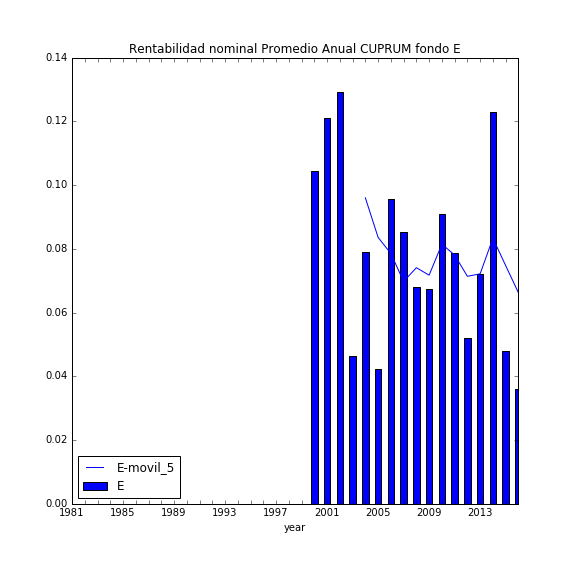 Rentabilidad nominal Promedio Anual CUPRUM fondo E
0.14
0.12
0.10
0.08
0.06
0.04
0.02
0.00
E-movil_5
E
1981 1985 1989 1993 1997 2001 2005 2009 2013
year